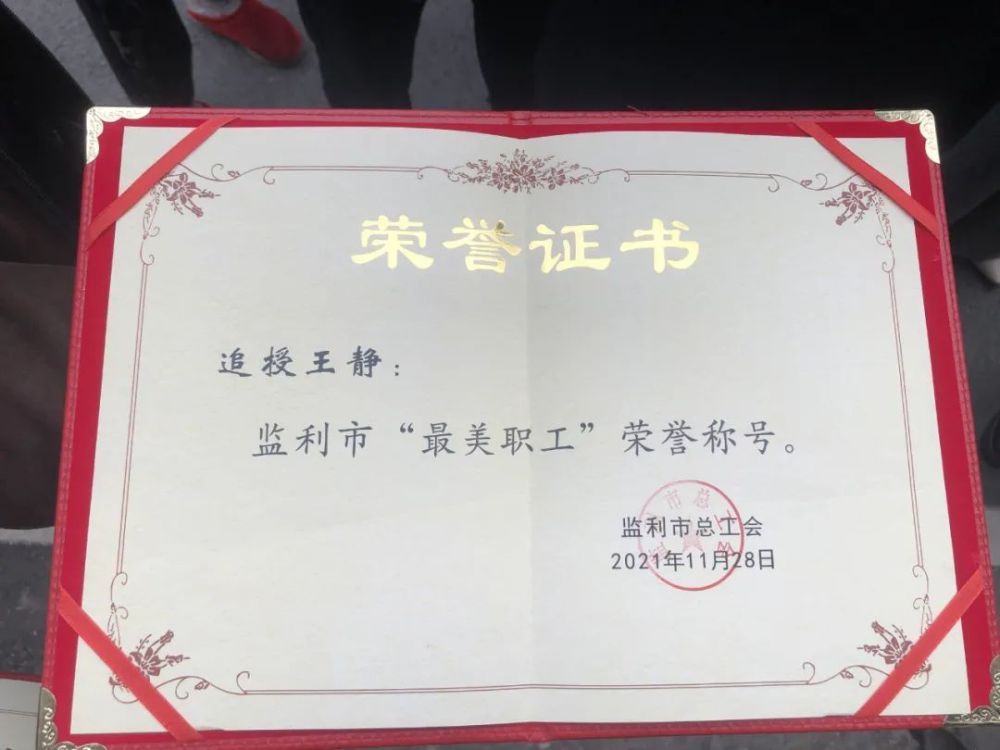 荣誉证书
追授王静：
监利市“最美职工”荣誉称号。
监利市总工会
2021年11月28日